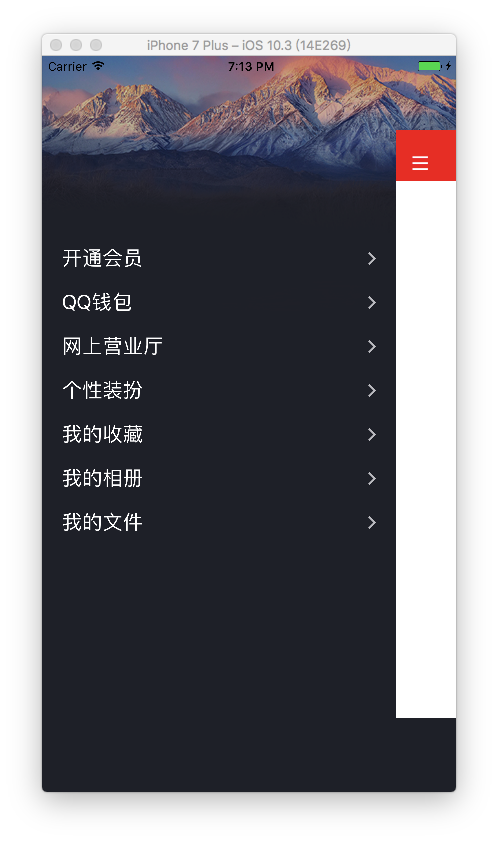 iPhone 7 Plus – iOS 10.3 (14E269)
Carrier 7:13 PM
开通会员
QQ钱包
网上营业厅
个性装扮
我的收藏
我的相册
我的文件